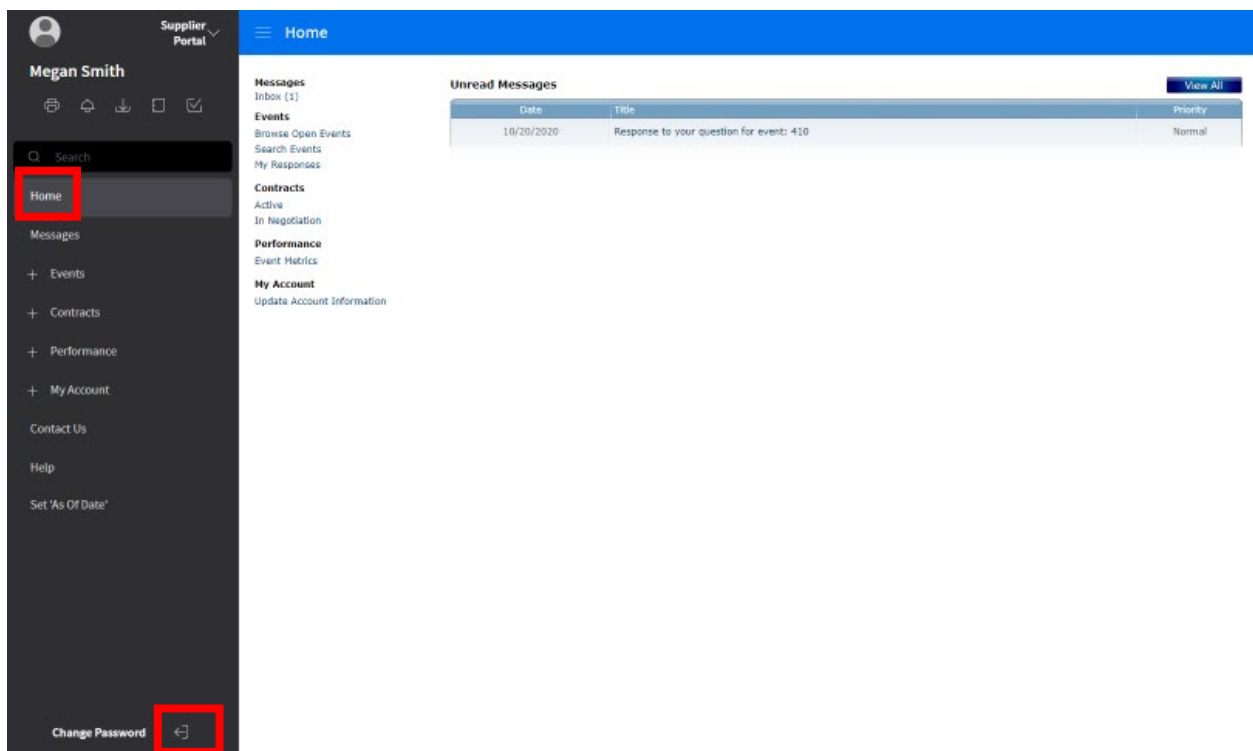 Supplier
Portal
Megan Smith
Search
Home
Messages
+ Events
+ Contracts
+ Performance
+ My Account
Contact Us
Help
Set 'As Of Date'
Change Password
Home
Messages
Inbox (1)
Events
Browse Open Events
Search Events
My Responses
Contracts
Active
In Negotiation
Performance
Event Metrics
My Account
Update Account Information
Unread Messages
View All
Date Title Priority
10/20/2020 Response to your question for event: 410 Normal